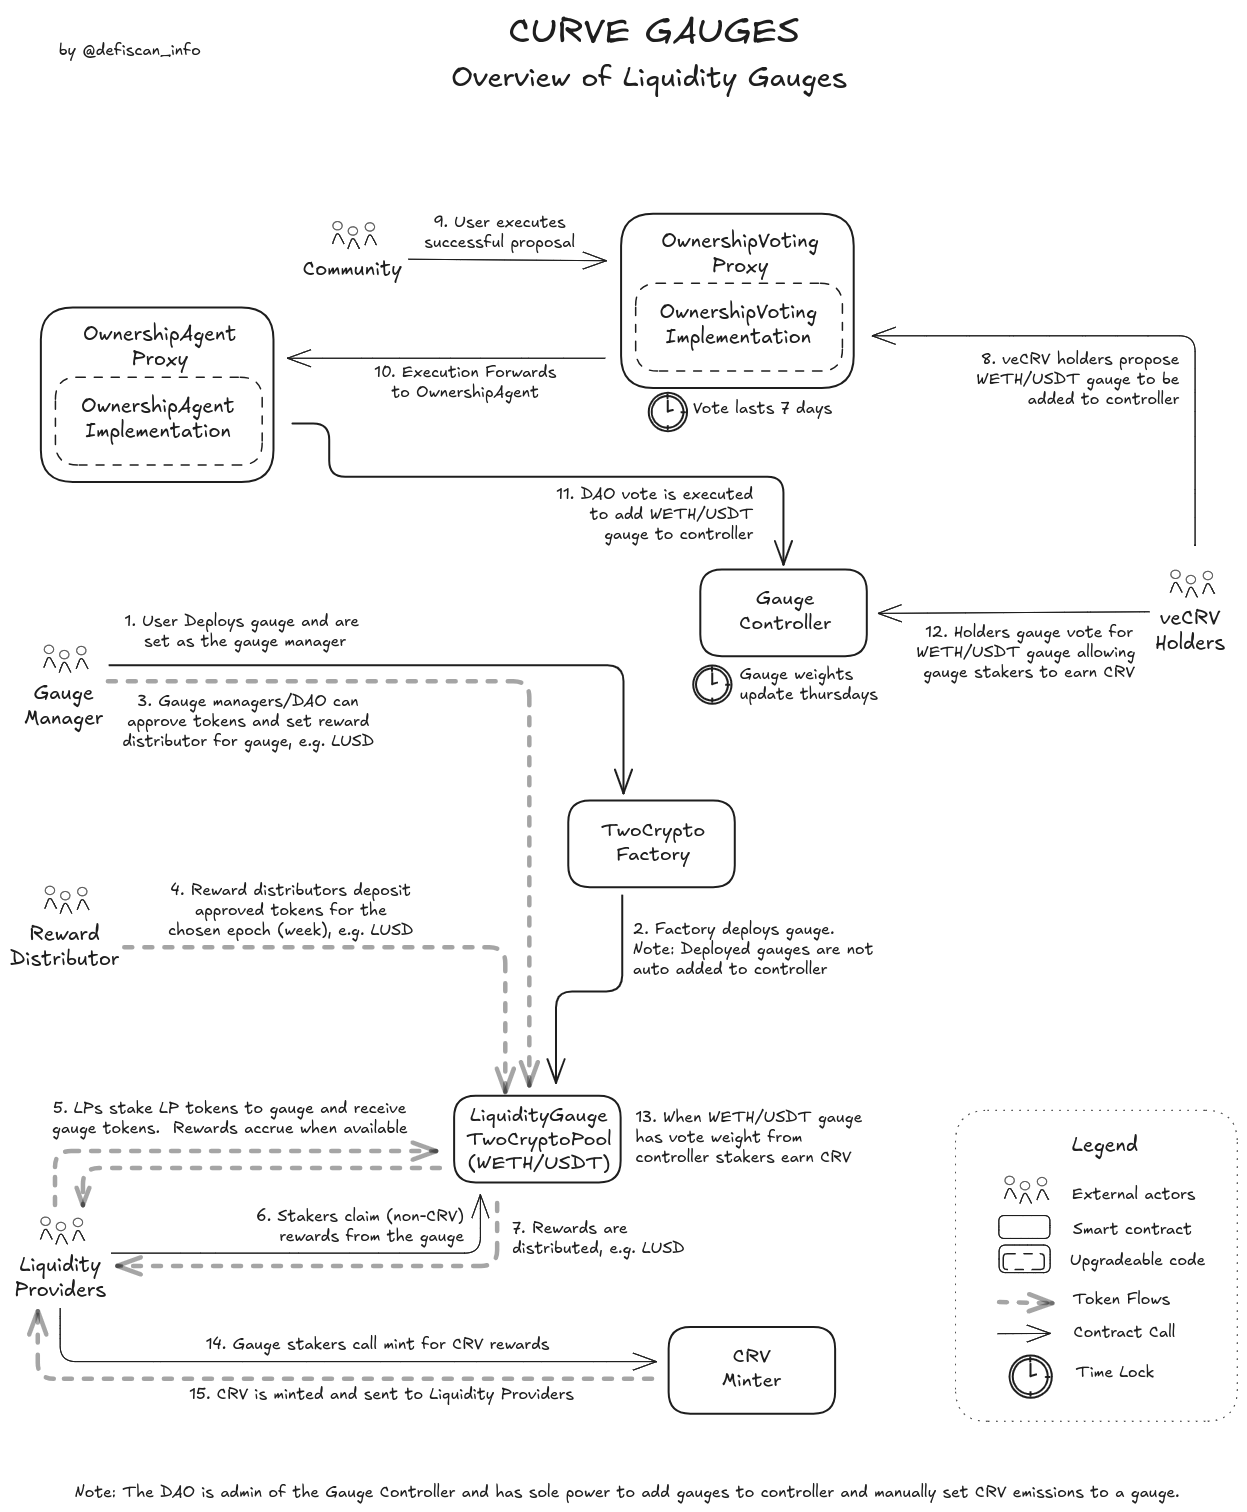 CURVE GAUGES
by @defiscan_info
Overview of Liquidity Gauges
9. User executes
successful proposal
Community
OwnershipVoting
Proxy
OwnershipVoting
Implementation
Vote lasts 7 days
OwnershipAgent
Proxy
OwnershipAgent
Implementation
10. Execution Forwards
to OwnershipAgent
8. veCRV holders propose
WETH/USDT gauge to be
added to controller
11. DAO vote is executed
to add WETH/USDT
gauge to controller
Gauge
Controller
Gauge weights
update thursdays
veCRV
Holders
12. Holders gauge vote for
WETH/USDT gauge allowing
gauge stakers to earn CRV
1. User Deploys gauge and are
set as the gauge manager
Gauge
Manager
3. Gauge managers/DAO can
approve tokens and set reward
distributor for gauge, e.g. LUSD
TwoCrypto
Factory
4. Reward distributors deposit
approved tokens for the
chosen epoch (week), e.g. LUSD
Reward
Distributor
2. Factory deploys gauge.
Note: Deployed gauges are not
auto added to controller
5. LPs stake LP tokens to gauge and receive
gauge tokens. Rewards accrue when available
LiquidityGauge
TwoCryptoPool
(WETH/USDT)
13. When WETH/USDT gauge
has vote weight from
controller stakers earn CRV
6. Stakers claim (non-CRV)
rewards from the gauge
7. Rewards are
distributed, e.g. LUSD
Liquidity
Providers
14. Gauge stakers call mint for CRV rewards
15. CRV is minted and sent to Liquidity Providers
CRV
Minter
Legend
External actors
Smart contract
Upgradeable code
Token Flows
Contract Call
Time Lock
Note: The DAO is admin of the Gauge Controller and has sole power to add gauges to controller and manually set CRV emissions to a gauge.